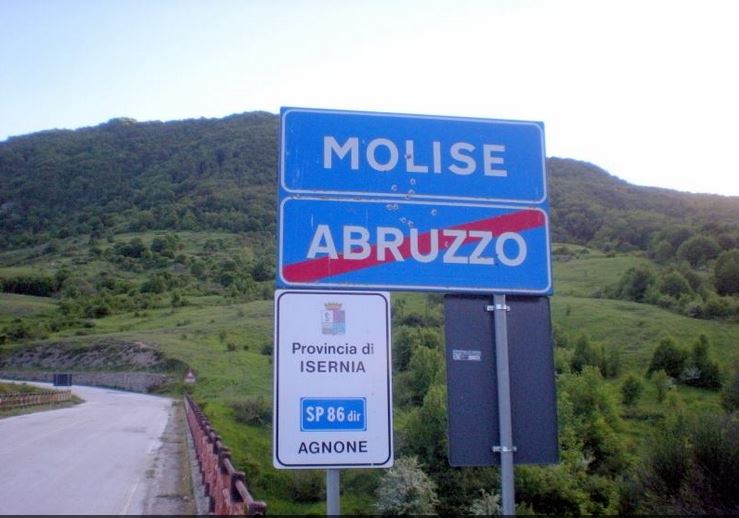 MOLISE
ABRUZZO
Provincia di
ISERNIA
SP 86 dir
AGNONE